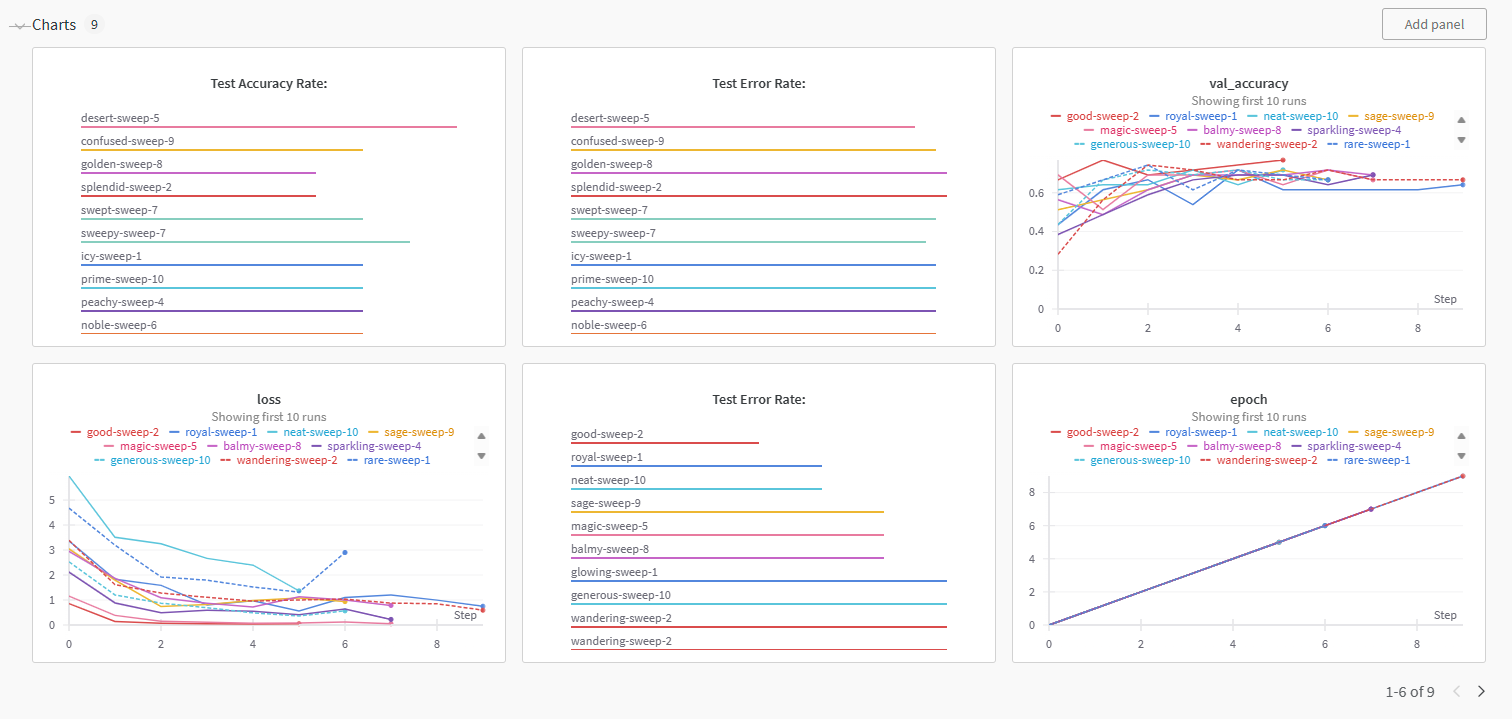 Charts 9
Add panel
Test Accuracy Rate:
desert-sweep-5
confused-sweep-9
golden-sweep-8
splendid-sweep-2
swept-sweep-7
sweepy-sweep-7
icy-sweep-1
prime-sweep-10
peachy-sweep-4
noble-sweep-6
Test Error Rate:
desert-sweep-5
confused-sweep-9
golden-sweep-8
splendid-sweep-2
swept-sweep-7
sweepy-sweep-7
icy-sweep-1
prime-sweep-10
peachy-sweep-4
noble-sweep-6
val_accuracy
Showing first 10 runs
good-sweep-2 royal-sweep-1 neat-sweep-10 sage-sweep-9
magic-sweep-5 balmy-sweep-8 sparkling-sweep-4
generous-sweep-10 wandering-sweep-2 rare-sweep-1
0.6
0.4
0.2
0
Step
0 2 4 6 8
loss
Showing first 10 runs
good-sweep-2 royal-sweep-1 neat-sweep-10 sage-sweep-9
magic-sweep-5 balmy-sweep-8 sparkling-sweep-4
generous-sweep-10 wandering-sweep-2 rare-sweep-1
5
4
3
2
1
0
Step
0 2 4 6 8
Test Error Rate:
good-sweep-2
royal-sweep-1
neat-sweep-10
sage-sweep-9
magic-sweep-5
balmy-sweep-8
glowing-sweep-1
generous-sweep-10
wandering-sweep-2
wandering-sweep-2
epoch
Showing first 10 runs
good-sweep-2 royal-sweep-1 neat-sweep-10 sage-sweep-9
magic-sweep-5 balmy-sweep-8 sparkling-sweep-4
generous-sweep-10 wandering-sweep-2 rare-sweep-1
8
6
4
2
0
Step
0 2 4 6 8
1-6 of 9